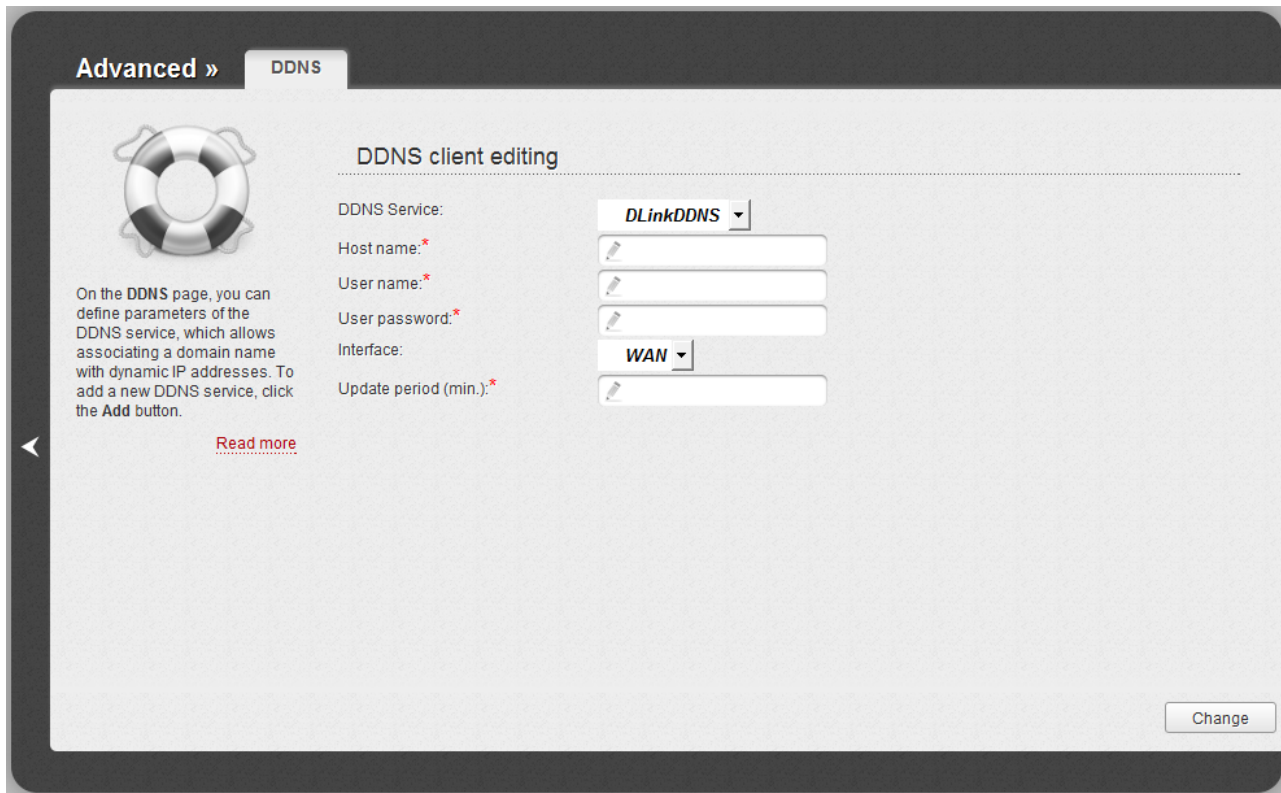 Advanced »
DDNS
On the DDNS page, you can
define parameters of the
DDNS service, which allows
associating a domain name
with dynamic IP addresses. To
add a new DDNS service, click
the Add button.
Read more
DDNS client editing
DDNS Service:
DLinkDDNS
Host name:*
User name:*
User password:*
Interface:
WAN
Update period (min.):*
Change